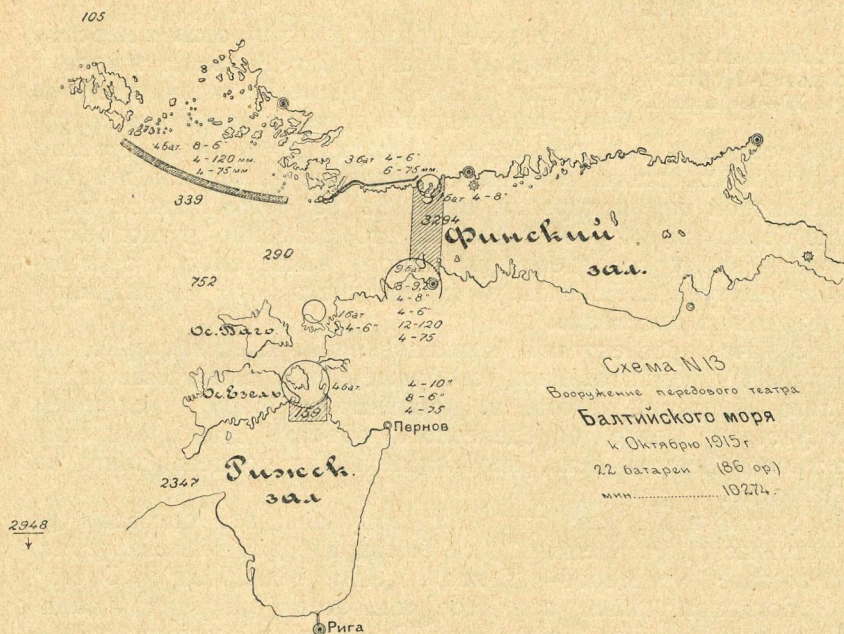 105
4бат. 8-6"
4-120 мм.
4-75 мм
339
3бат 4-6"
6-75 мм.
1бат 4-8"
3294
Финский
зал.
290
752
9бат
8-92
4-8"
4-6"
12-120
4-75
Ос. Даго
1бат
4-6"
Ос. Езель
4бат.
4-10"
8-6"
4-75
159
Пернов
Рижск.
зал
2347
2948
Рига
Схема N 13
Вооружение передового театра
Балтийского моря
к Октябрю 1915 г
22 батареи (86 ор.)
мин..................10274.